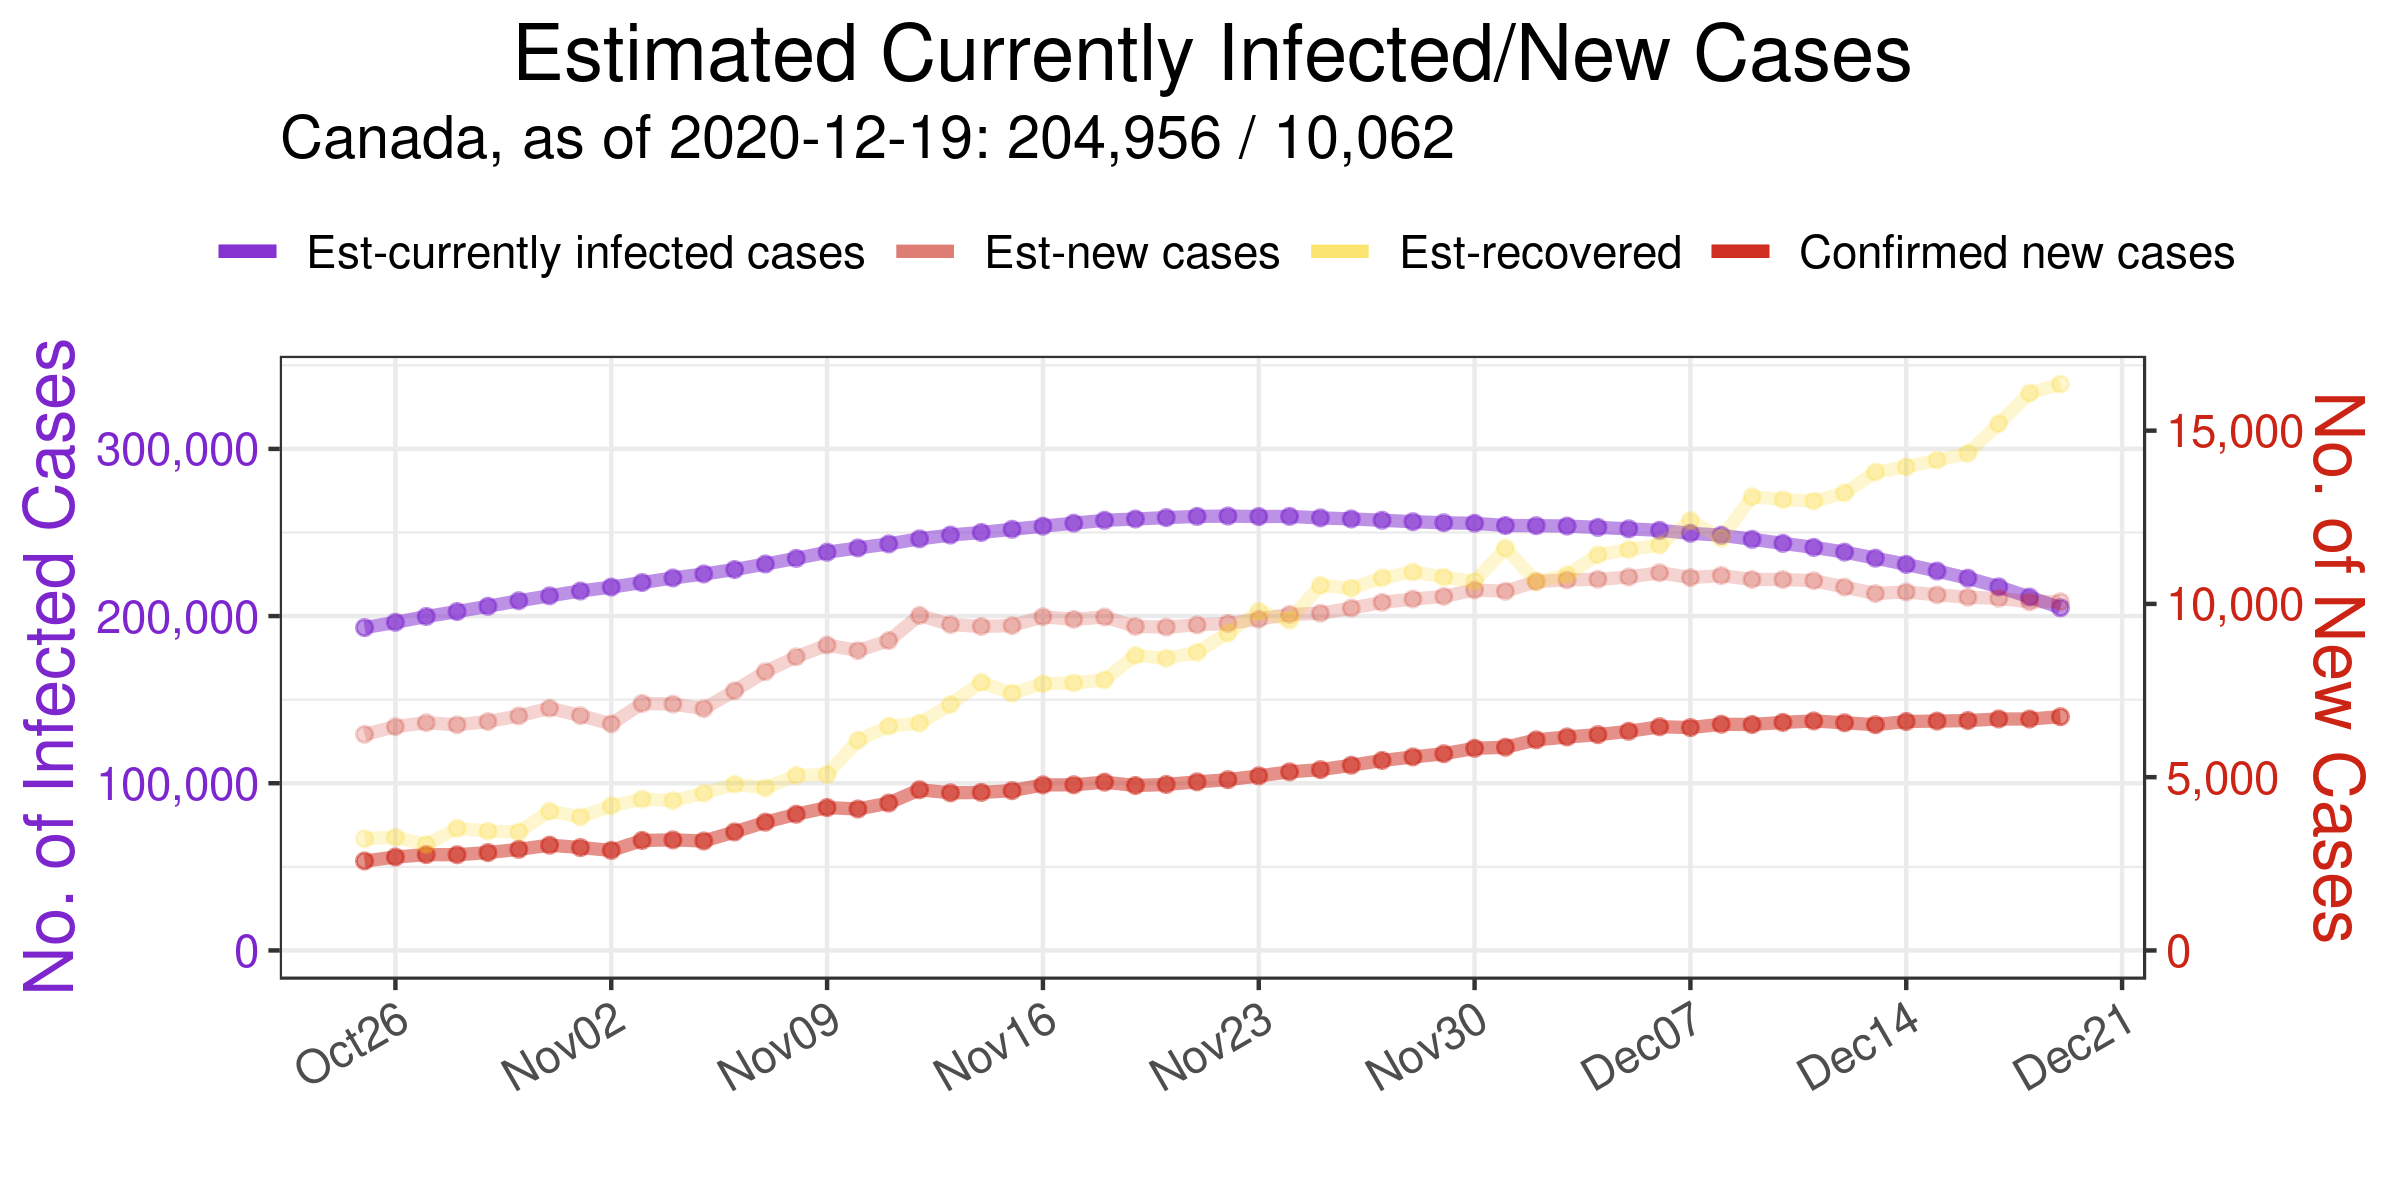 Estimated Currently Infected/New Cases
Canada, as of 2020-12-19: 204,956 / 10,062
Est-currently infected cases Est-new cases Est-recovered Confirmed new cases
No. of Infected Cases
300,000
200,000
100,000
0
15,000
10,000
5,000
0
No. of New Cases
Oct26 Nov02 Nov09 Nov16 Nov23 Nov30 Dec07 Dec14 Dec21